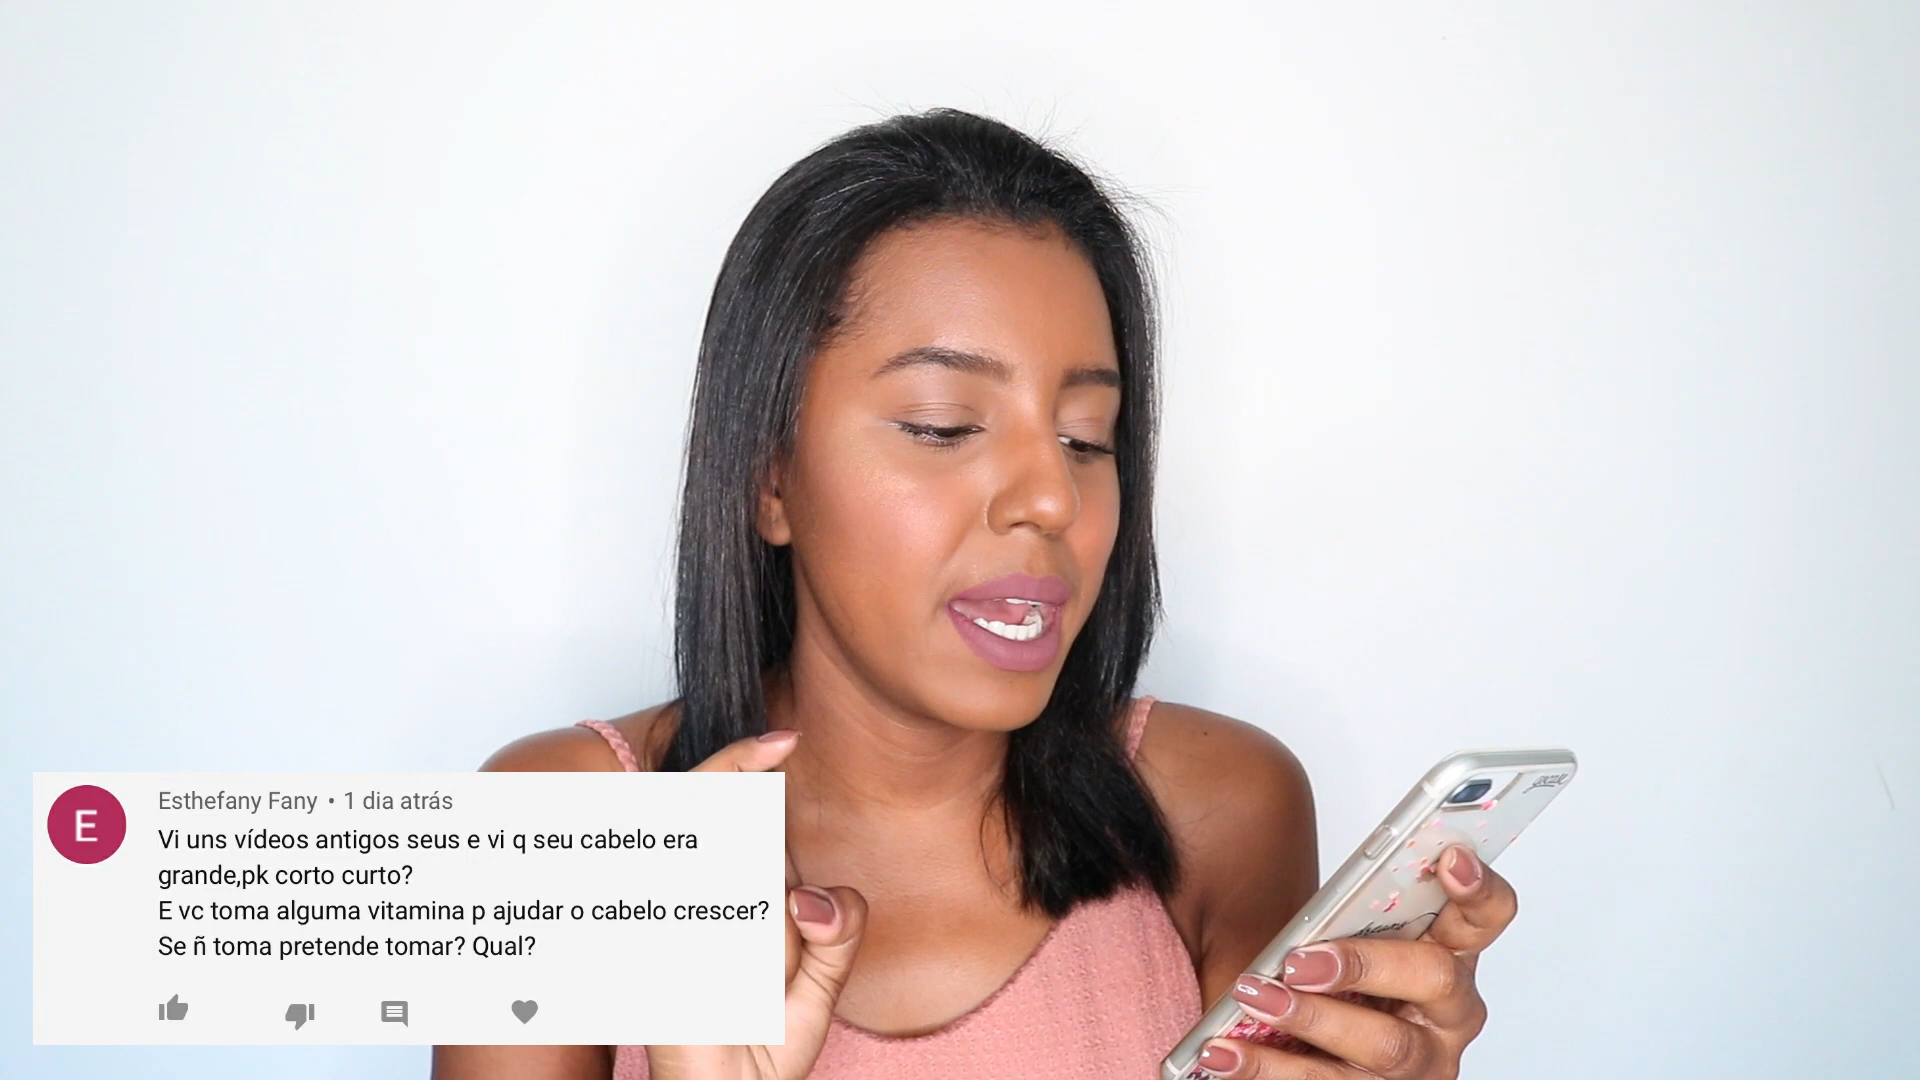 E
Esthefany Fany • 1 dia atrás
Vi uns vídeos antigos seus e vi q seu cabelo era
grande,pk corto curto?
E vc toma alguma vitamina p ajudar o cabelo crescer?
Se ñ toma pretende tomar? Qual?